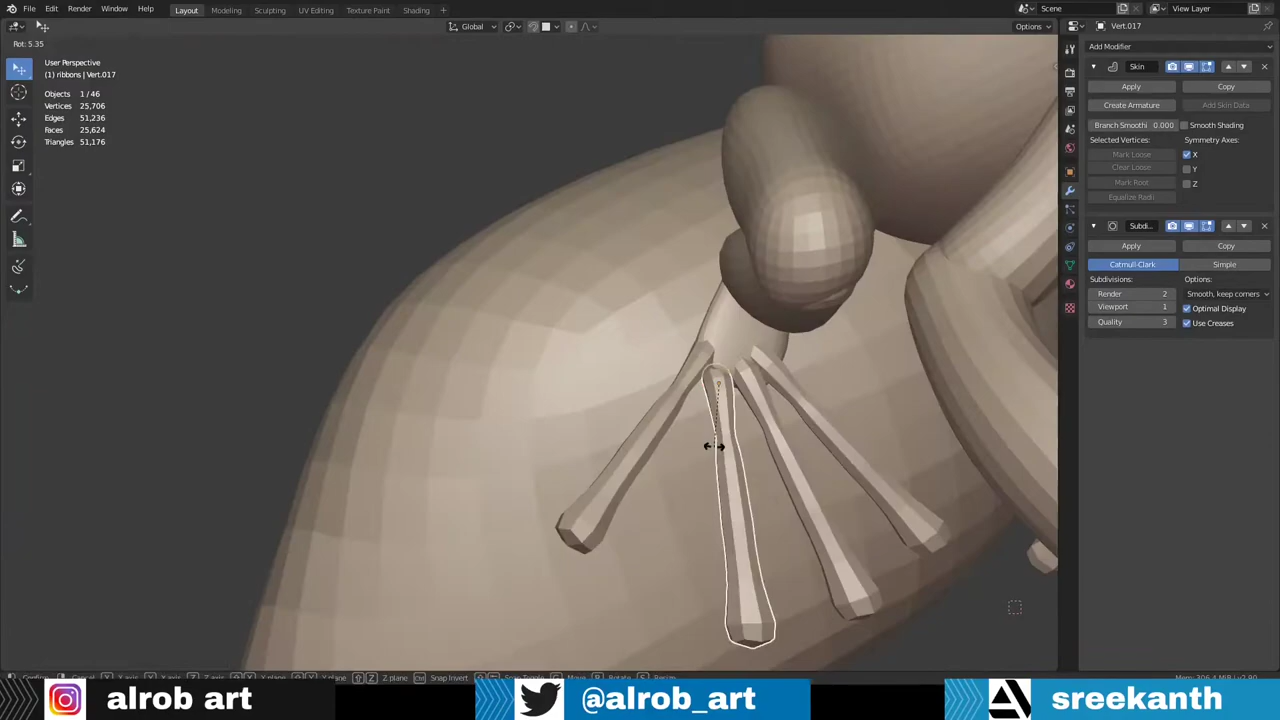 File Edit Render Window Help Layout Modeling Sculpting UV Editing Texture Paint Shading + Scene View Layer
Global Options Vert.017
Rot: 5.35
User Perspective
(1) ribbons | Vert.017
Objects 1 / 46
Vertices 25,706
Edges 51,236
Faces 25,624
Triangles 51,176
Add Modifier
Skin
Apply Copy
Create Armature Add Skin Data
Branch Smoothi 0.000 Smooth Shading
Selected Vertices: Symmetry Axes:
Mark Loose X
Clear Loose Y
Mark Root Z
Equalize Radii
Subdi...
Apply Copy
Catmull-Clark Simple
Subdivisions: Options:
Render 2 Smooth, keep corners
Viewport 1 Optimal Display
Quality 3 Use Creases
alrob art @alrob_art sreekanth